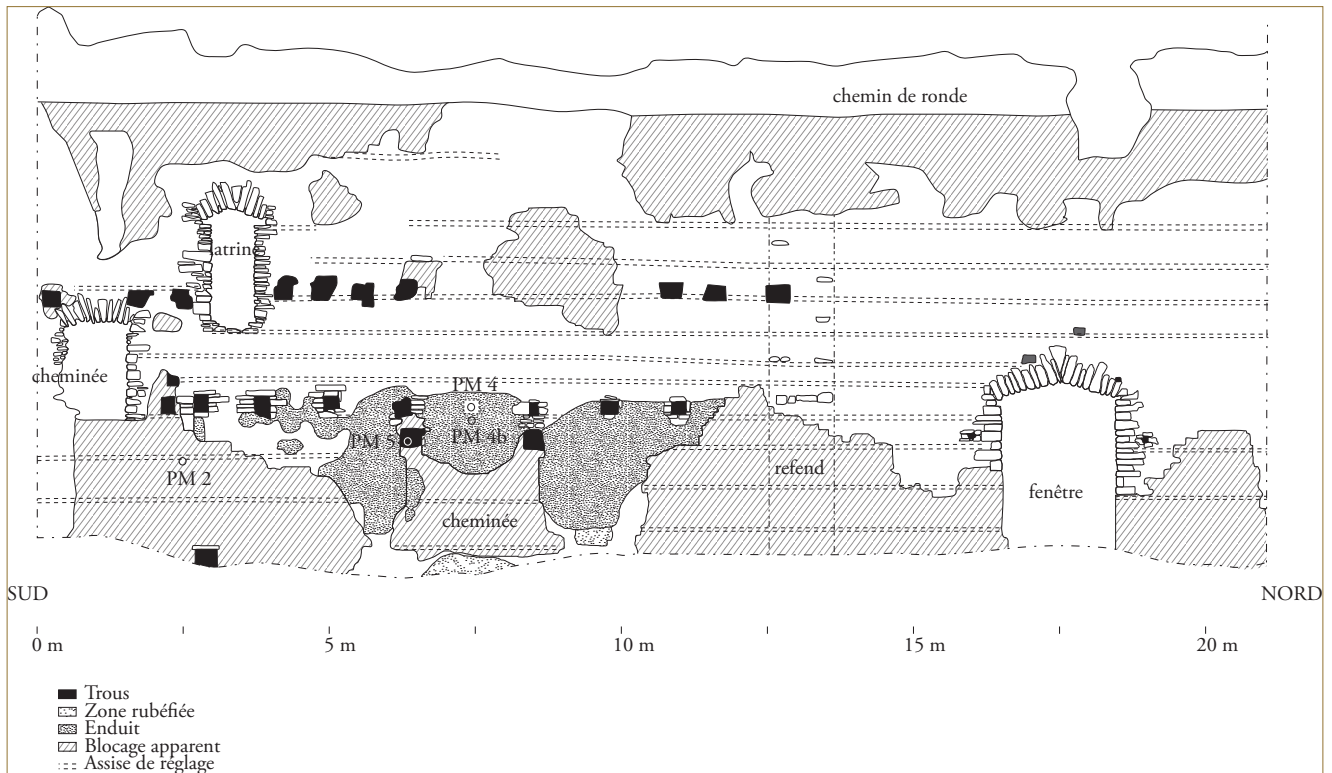 chemin de ronde
latrine
cheminée
PM 4
PM 5
PM 4b
PM 2
refend
cheminée
fenêtre
SUD
NORD
0 m
5 m
10 m
15 m
20 m
Trous
Zone rubéfiée
Enduit
Blocage apparent
Assise de réglage